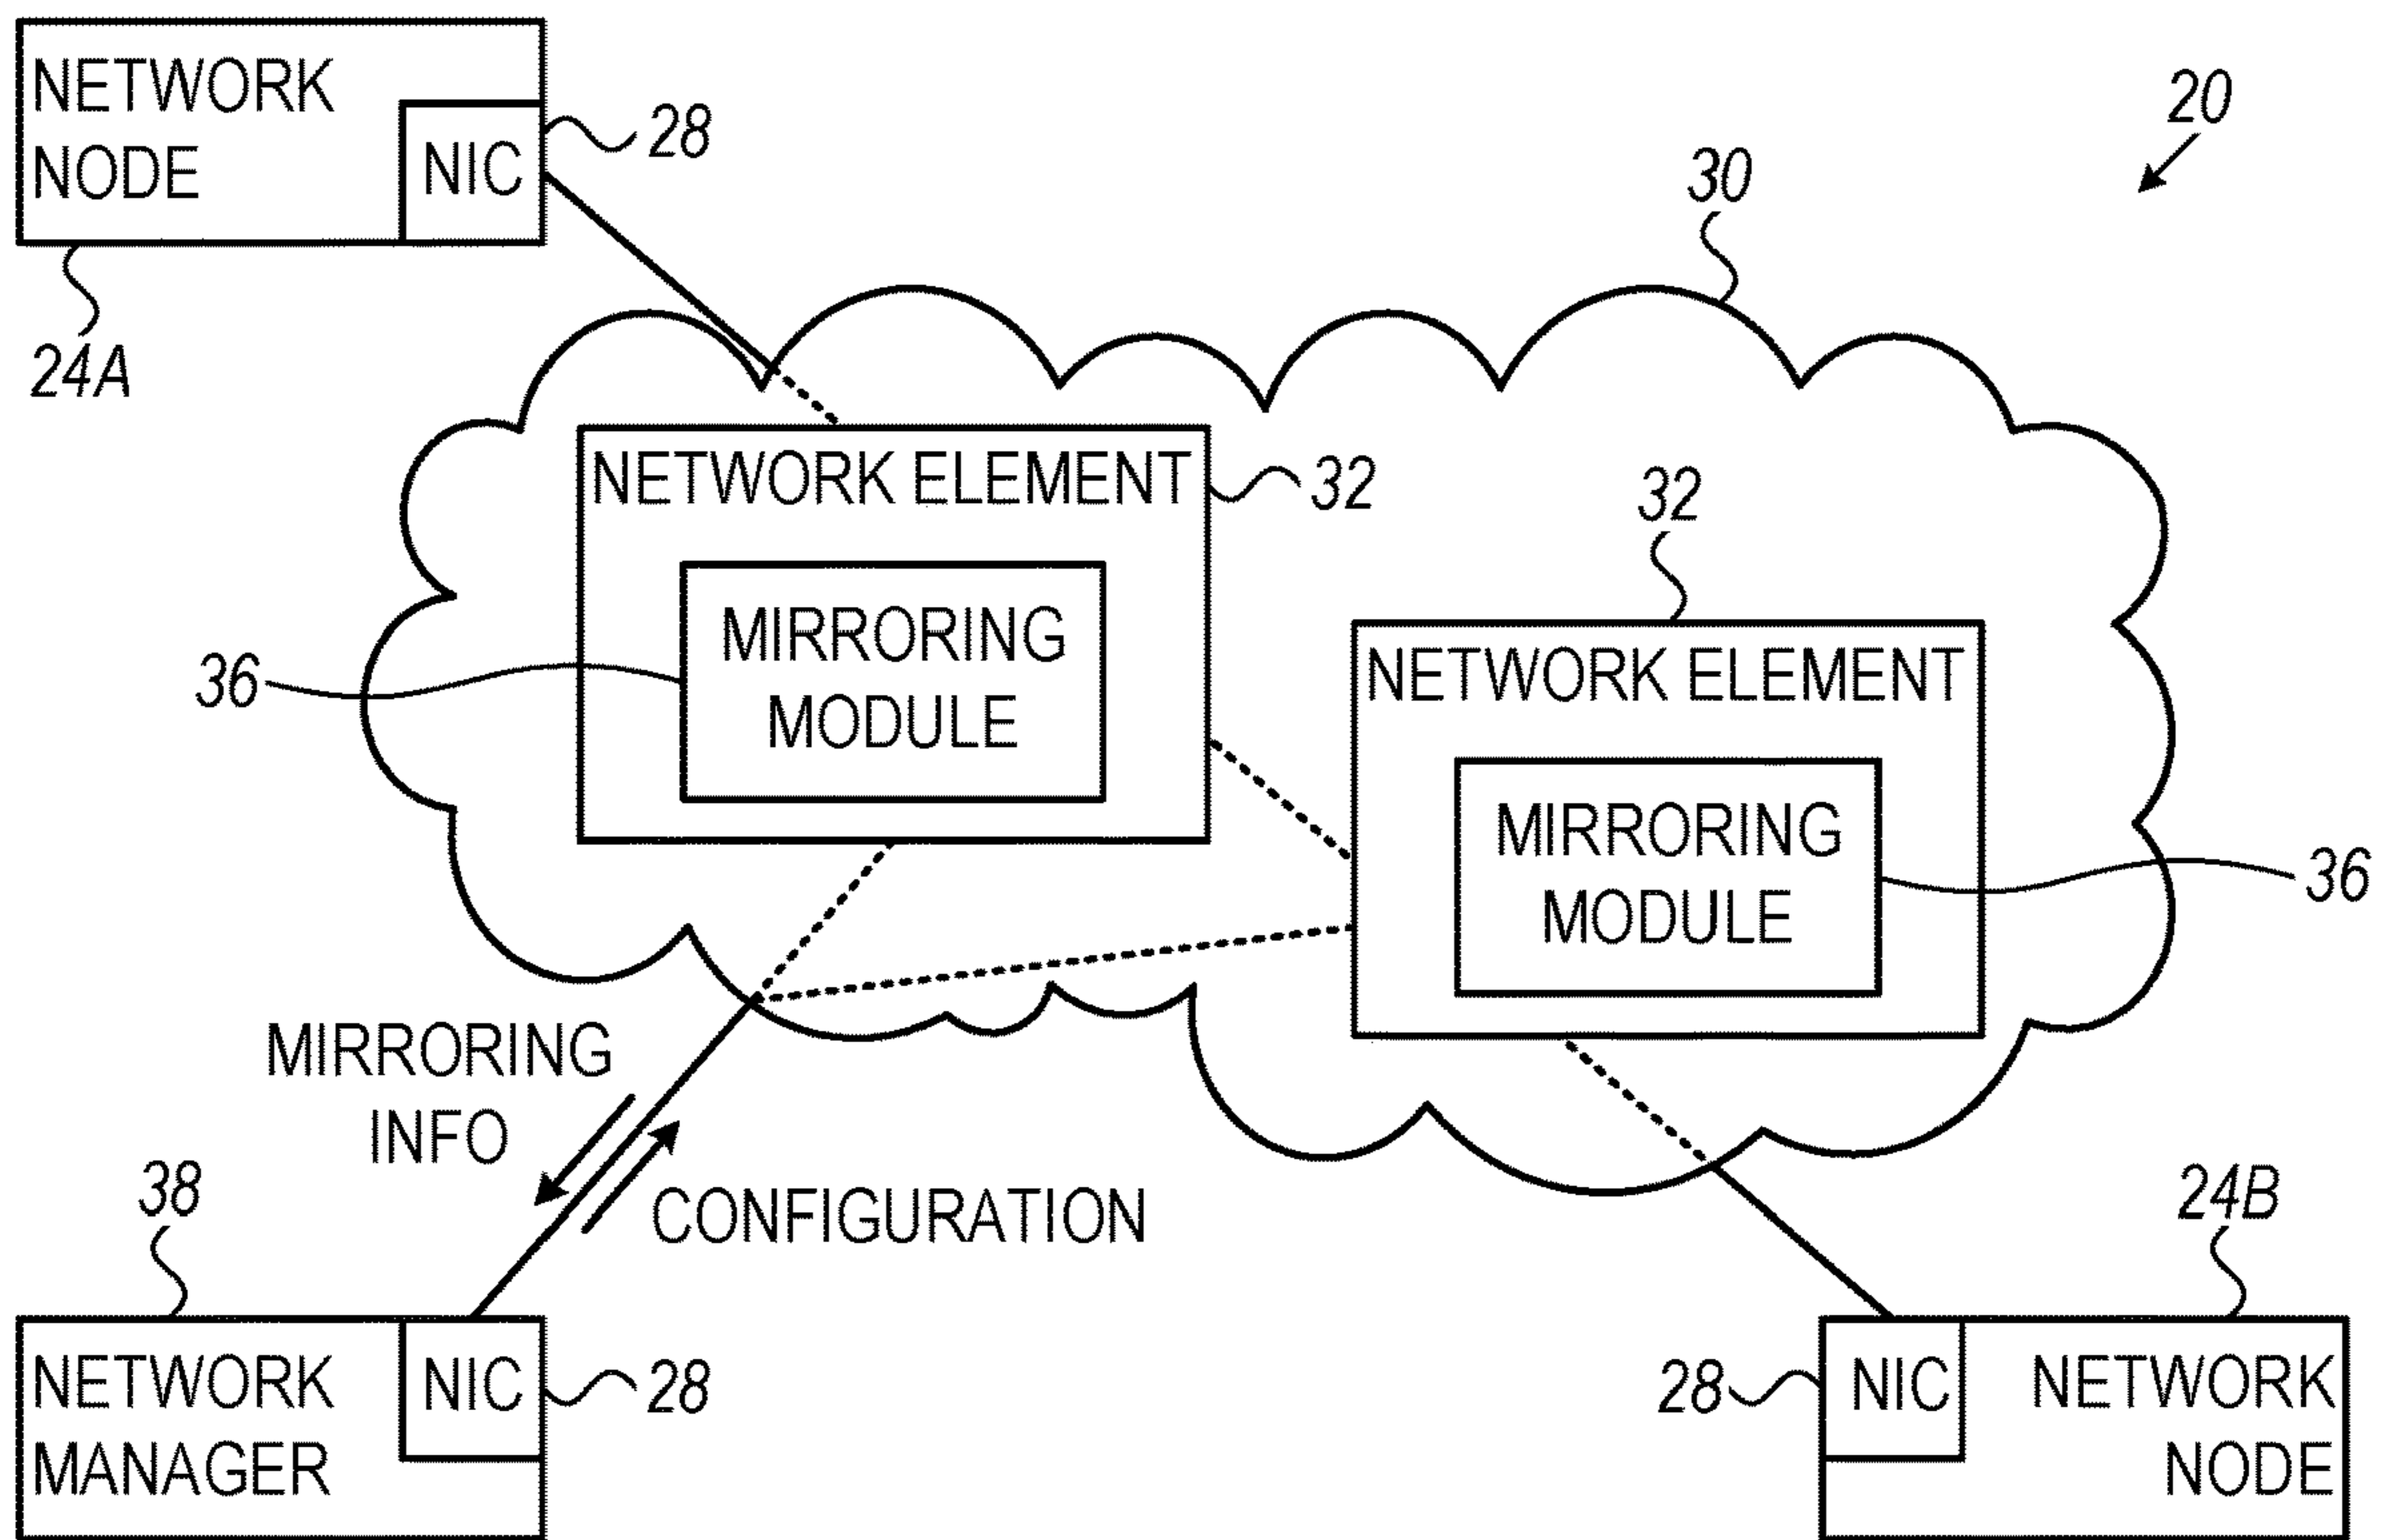 NETWORK
NODE
NIC
28
20
30
24A
NETWORK ELEMENT
32
32
MIRRORING
MODULE
36
NETWORK ELEMENT
MIRRORING
MODULE
36
MIRRORING
INFO
CONFIGURATION
38
24B
NETWORK
MANAGER
NIC
28
28
NIC
NETWORK
NODE